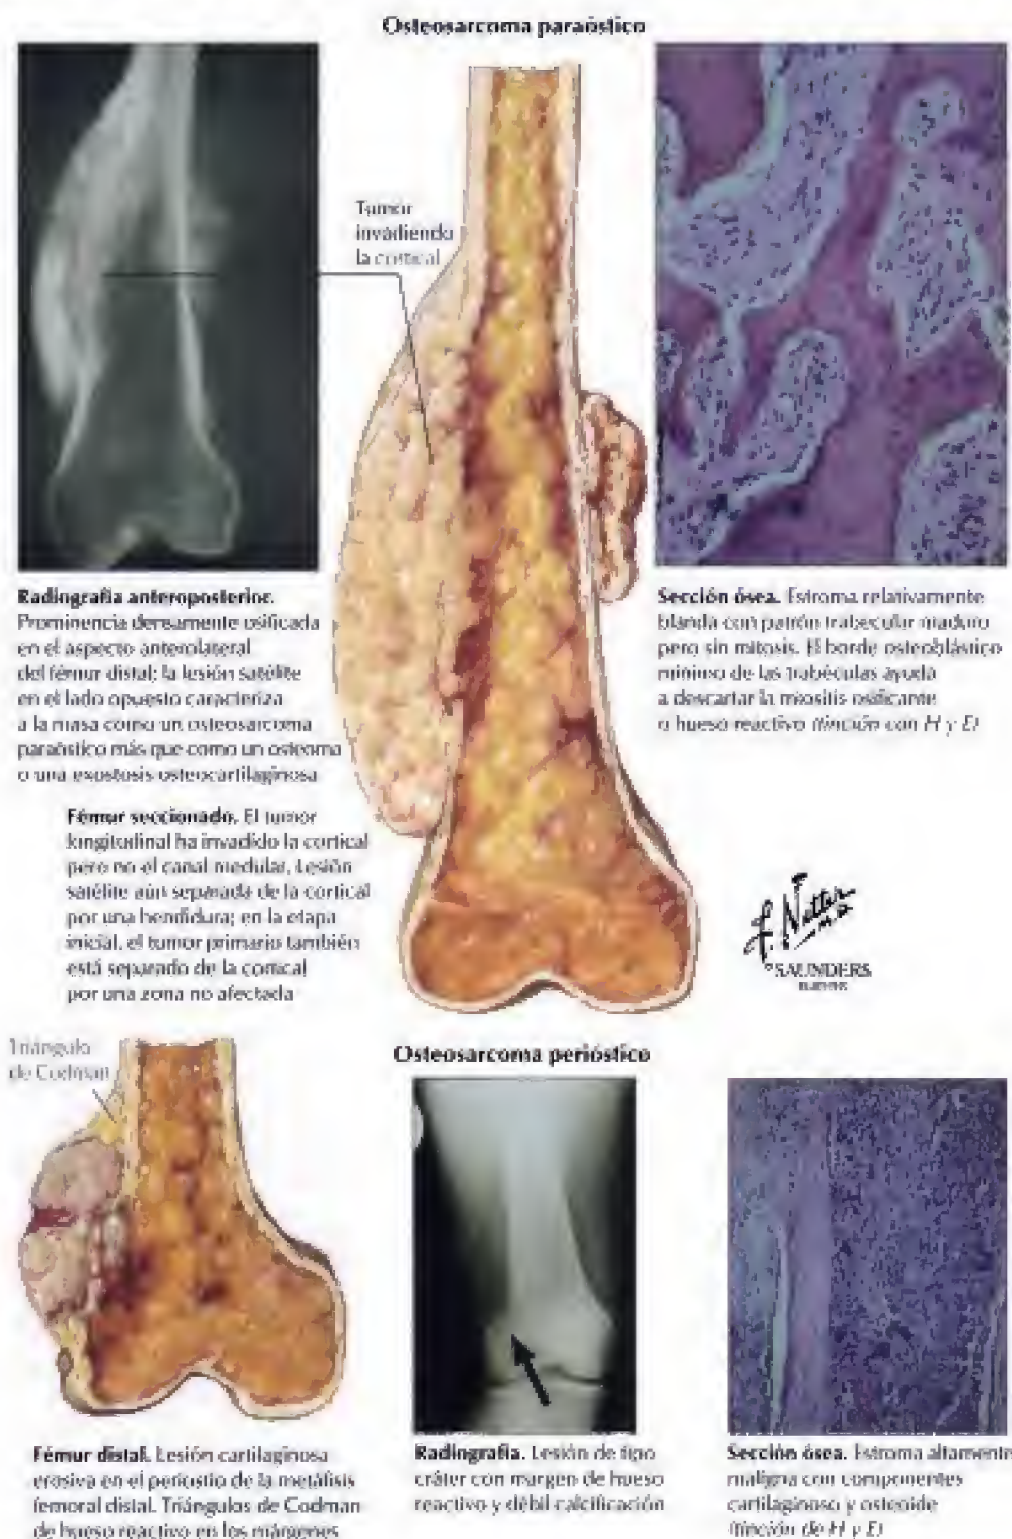 Osteosarcoma paraóstico
Tumor
invadiendo
la cortical
Radiografía anteroposterior.
Prominencia densamente osificada
en el aspecto anterolateral
del fémur distal; la lesión satélite
en el lado opuesto caracteriza
a la masa como un osteosarcoma
paraóstico más que como un osteoma
o una exostosis osteocartilaginosa
Sección ósea. Estroma relativamente
blanda con patrón trabecular maduro
pero sin mitosis. El borde osteoblástico
mínimo de las trabéculas ayuda
a descartar la miositis osificante
o hueso reactivo (tinción con H y E)
Fémur seccionado. El tumor
longitudinal ha invadido la cortical
pero no el canal medular. Lesión
satélite aún separada de la cortical
por una hendidura; en la etapa
inicial, el tumor primario también
está separado de la cortical
por una zona no afectada
F. Netter
M.D.
© SAUNDERS
ELSEVIER
Triángulo
de Codman
Osteosarcoma perióstico
Fémur distal. Lesión cartilaginosa
erosiva en el periostio de la metáfisis
femoral distal. Triángulos de Codman
de hueso reactivo en los márgenes
Radiografía. Lesión de tipo
cráter con margen de hueso
reactivo y débil calcificación
Sección ósea. Estroma altamente
maligna con componentes
cartilaginoso y osteoide
(tinción de H y E)